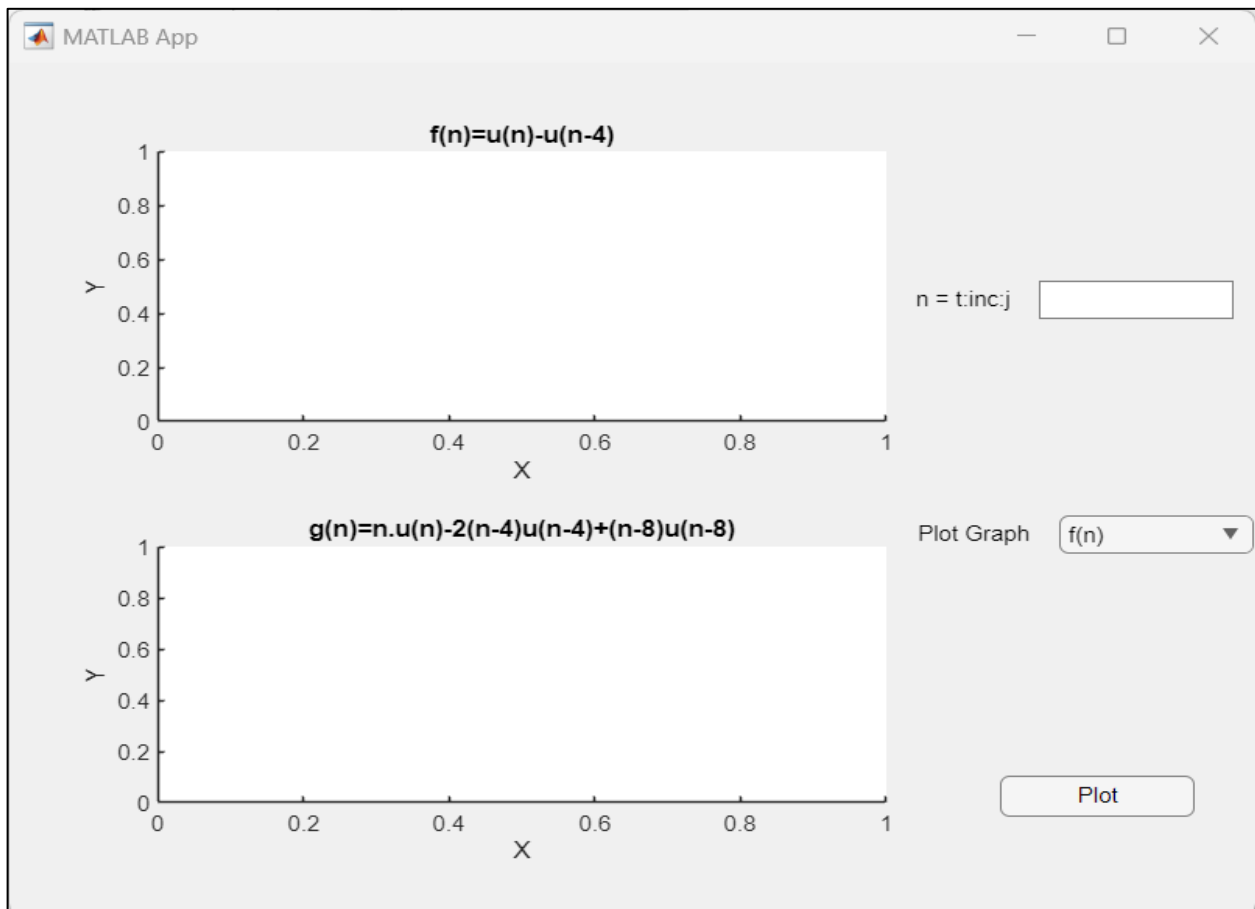 MATLAB App
f(n)=u(n)-u(n-4)
1
0.8
0.6
0.4
0.2
0
Y
0 0.2 0.4 0.6 0.8 1
X
n = t:inc:j
g(n)=n.u(n)-2(n-4)u(n-4)+(n-8)u(n-8)
1
0.8
0.6
0.4
0.2
0
Y
0 0.2 0.4 0.6 0.8 1
X
Plot Graph f(n)
Plot